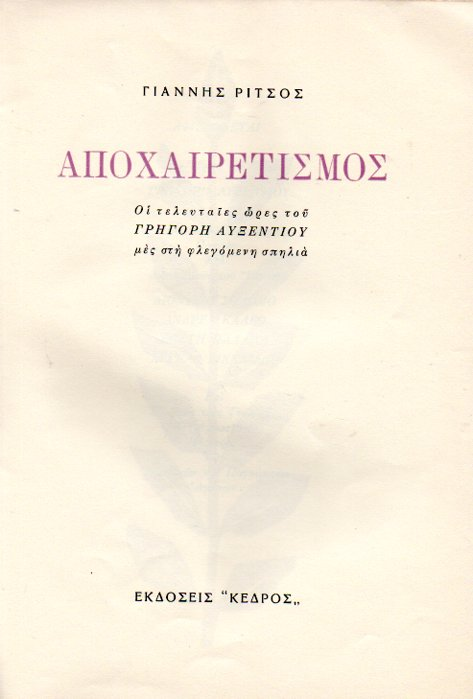 ΓΙΑΝΝΗΣ ΡΙΤΣΟΣ
ΑΠΟΧΑΙΡΕΤΙΣΜΟΣ
Οἱ τελευταῖες ὧρες τοῦ
ΓΡΗΓΟΡΗ ΑΥΞΕΝΤΙΟΥ
μὲς στὴ φλεγόμενη σπηλιὰ
ΕΚΔΟΣΕΙΣ “ΚΕΔΡΟΣ„